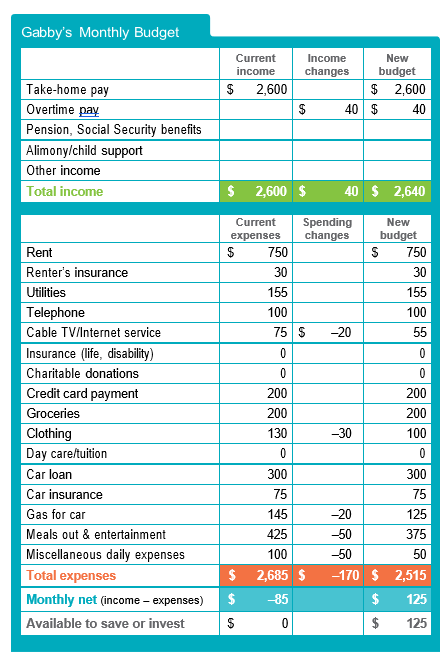 Gabby's Monthly Budget
Current income Income changes New budget
Take-home pay $ 2,600 $ 2,600
Overtime pay $ 40 $ 40
Pension, Social Security benefits
Alimony/child support
Other income
Total income $ 2,600 $ 40 $ 2,640
Current expenses Spending changes New budget
Rent $ 750 $ 750
Renter's insurance 30 30
Utilities 155 155
Telephone 100 100
Cable TV/Internet service 75 $ –20 55
Insurance (life, disability) 0 0
Charitable donations 0 0
Credit card payment 200 200
Groceries 200 200
Clothing 130 –30 100
Day care/tuition 0 0
Car loan 300 300
Car insurance 75 75
Gas for car 145 –20 125
Meals out & entertainment 425 –50 375
Miscellaneous daily expenses 100 –50 50
Total expenses $ 2,685 $ –170 $ 2,515
Monthly net (income – expenses) $ –85 $ 125
Available to save or invest $ 0 $ 125